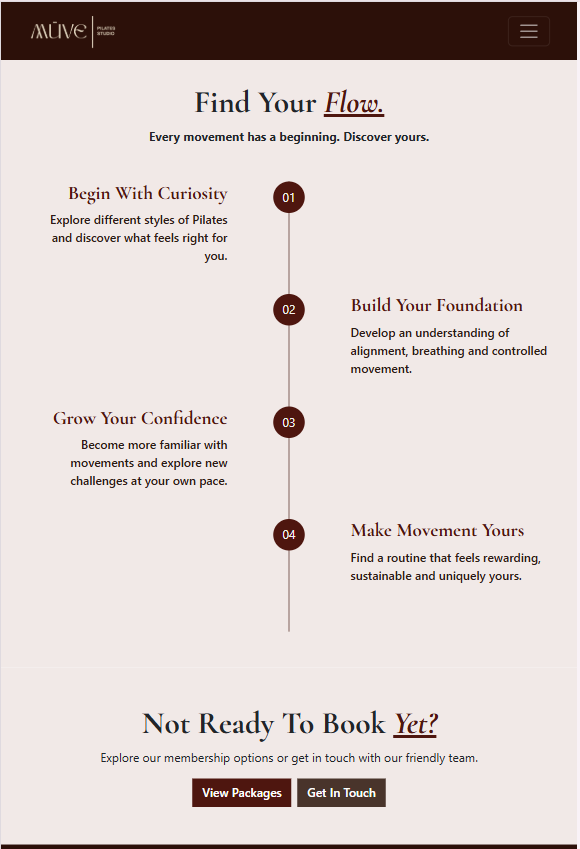 MŪVE PILATES
STUDIO
Find Your Flow.
Every movement has a beginning. Discover yours.
Begin With Curiosity
Explore different styles of Pilates
and discover what feels right for
you.
01
02
Build Your Foundation
Develop an understanding of
alignment, breathing and controlled
movement.
Grow Your Confidence
Become more familiar with
movements and explore new
challenges at your own pace.
03
04
Make Movement Yours
Find a routine that feels rewarding,
sustainable and uniquely yours.
Not Ready To Book Yet?
Explore our membership options or get in touch with our friendly team.
View Packages
Get In Touch